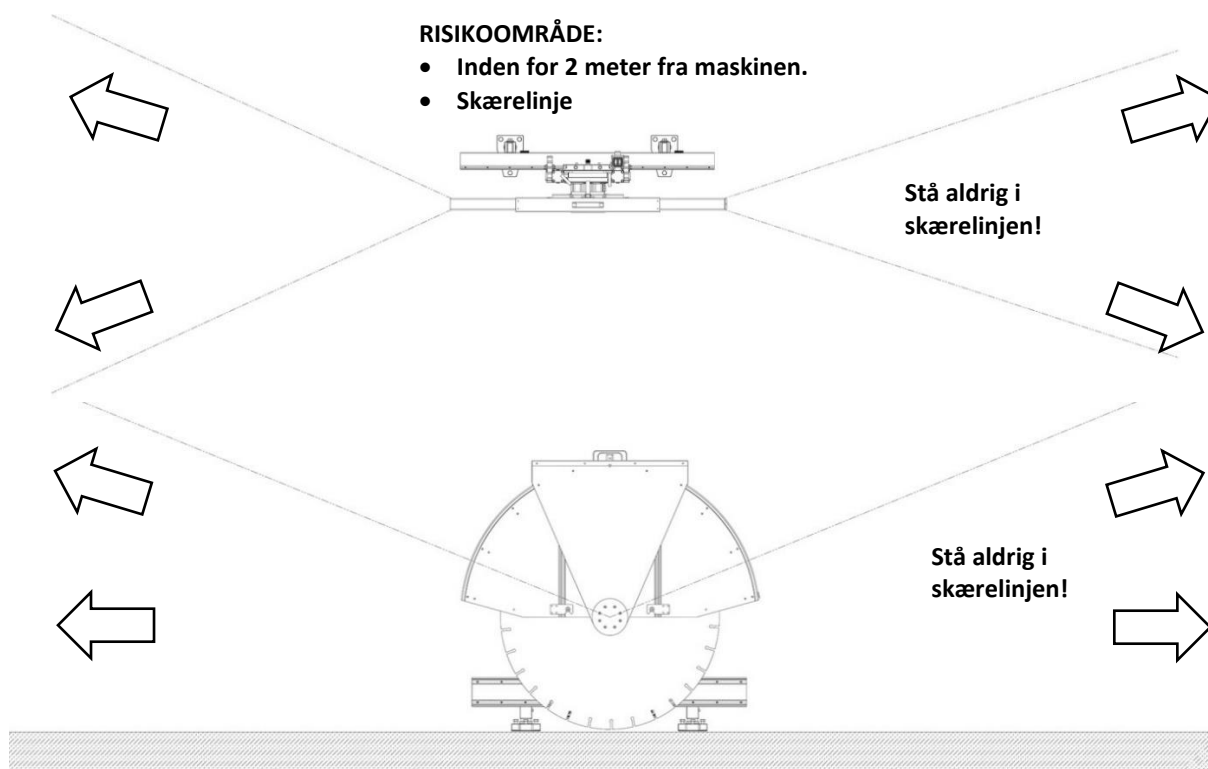 RISIKOOMRÅDE:
• Inden for 2 meter fra maskinen.
• Skærelinje
Stå aldrig i
skærelinjen!
Stå aldrig i
skærelinjen!